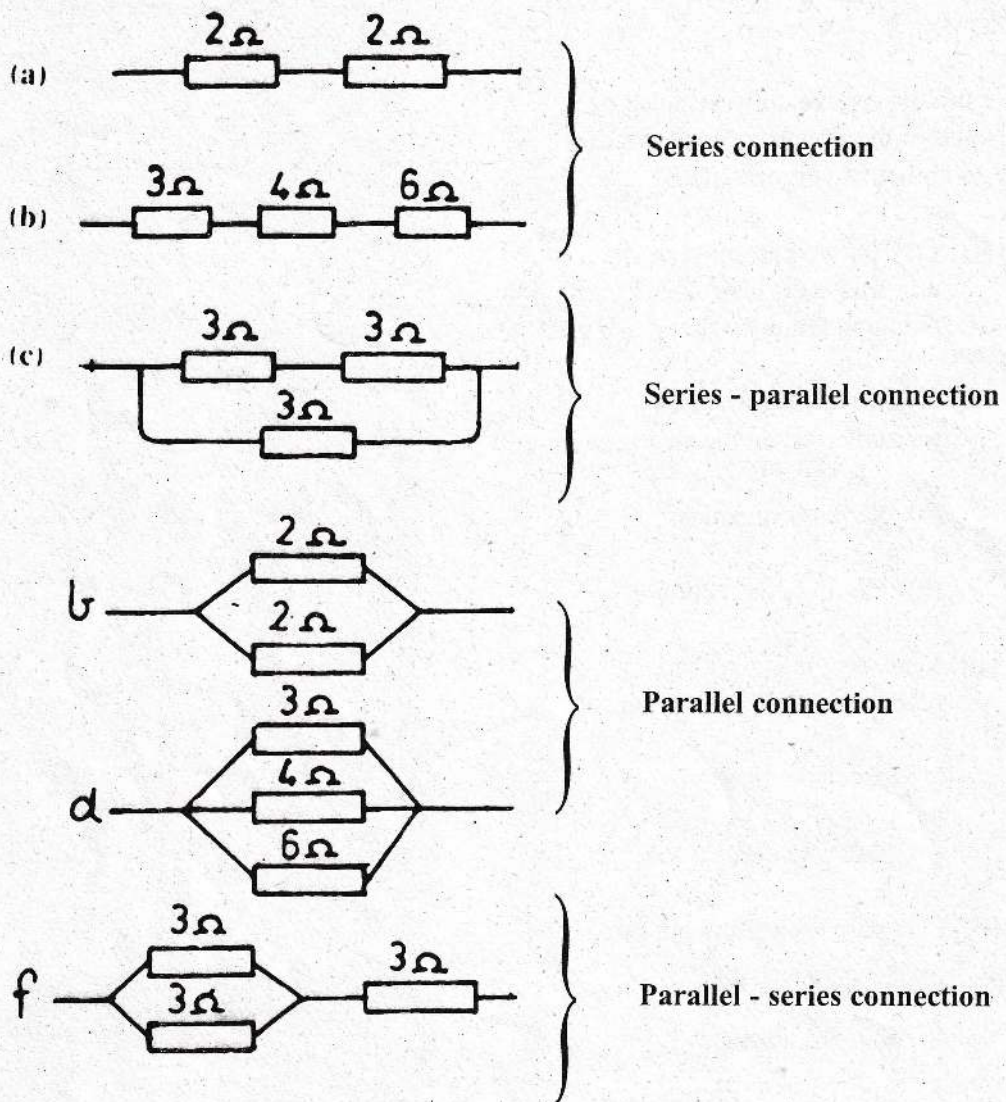 2Ω 2Ω
(a)
Series connection
3Ω 4Ω 6Ω
(b)
3Ω 3Ω
(c)
Series - parallel connection
3Ω
2Ω
b
2Ω
Parallel connection
3Ω
4Ω
d
6Ω
3Ω
3Ω
f
Parallel - series connection
3Ω